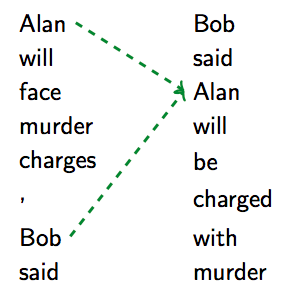 Alan
will
face
murder
charges
,
Bob
said
Bob
said
Alan
will
be
charged
with
murder